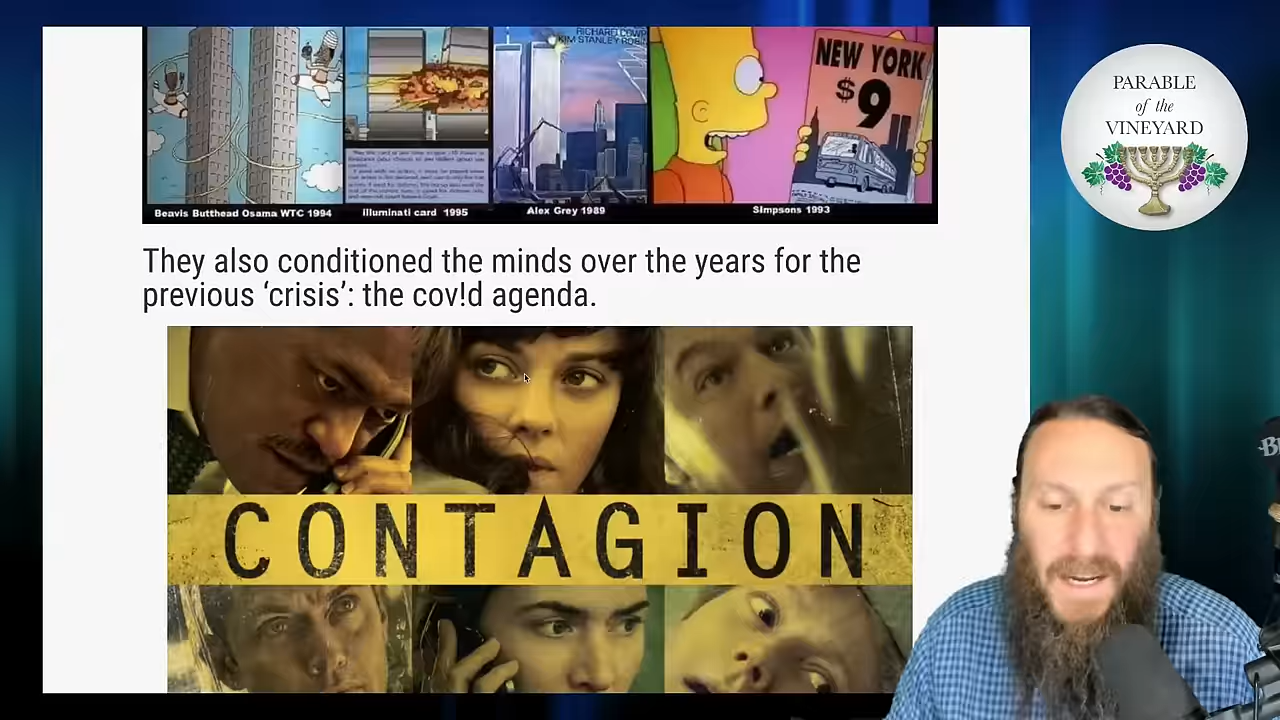 RICHARD COWP
KIM STANLEY ROBIN
NEW YORK
$9
PARABLE
of the
VINEYARD
Beavis Butthead Osama WTC 1994
illuminati card 1995
Alex Grey 1989
Simpsons 1993
They also conditioned the minds over the years for the
previous ‘crisis’: the cov!d agenda.
CONTAGION
B